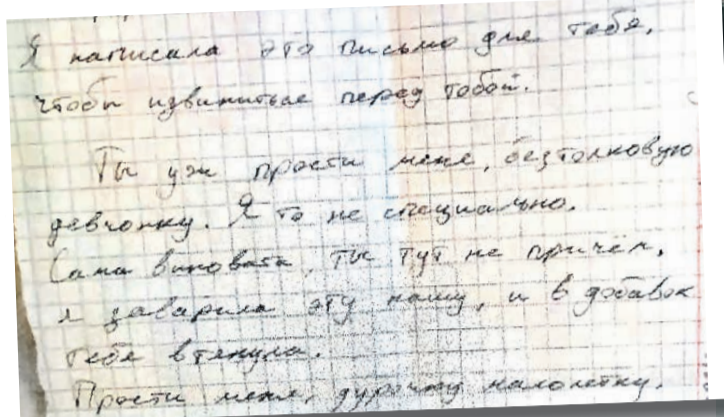 Я написала это письмо для тебя,
чтобы извиниться перед тобой.
Ты уж прости меня, безтолковую
девчонку. Я то не специально.
Сама виновата, ты тут не причём,
я заварила эту кашу, и в добавок
тебя втянула.
Прости меня, дурочку малолетку.